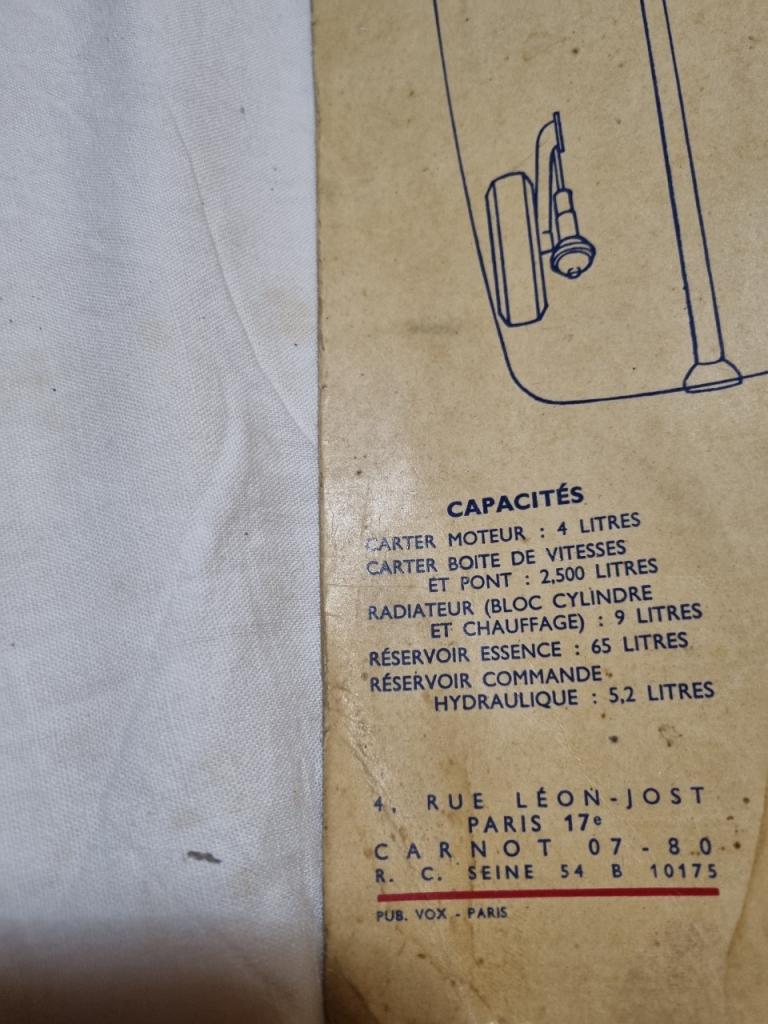 CAPACITÉS
CARTER MOTEUR : 4 LITRES
CARTER BOITE DE VITESSES
ET PONT : 2,500 LITRES
RADIATEUR (BLOC CYLINDRE
ET CHAUFFAGE) : 9 LITRES
RÉSERVOIR ESSENCE : 65 LITRES
RÉSERVOIR COMMANDE
HYDRAULIQUE : 5,2 LITRES
4, RUE LÉON-JOST
PARIS 17e
CARNOT 07-80
R. C. SEINE 54 B 10175
PUB. VOX - PARIS